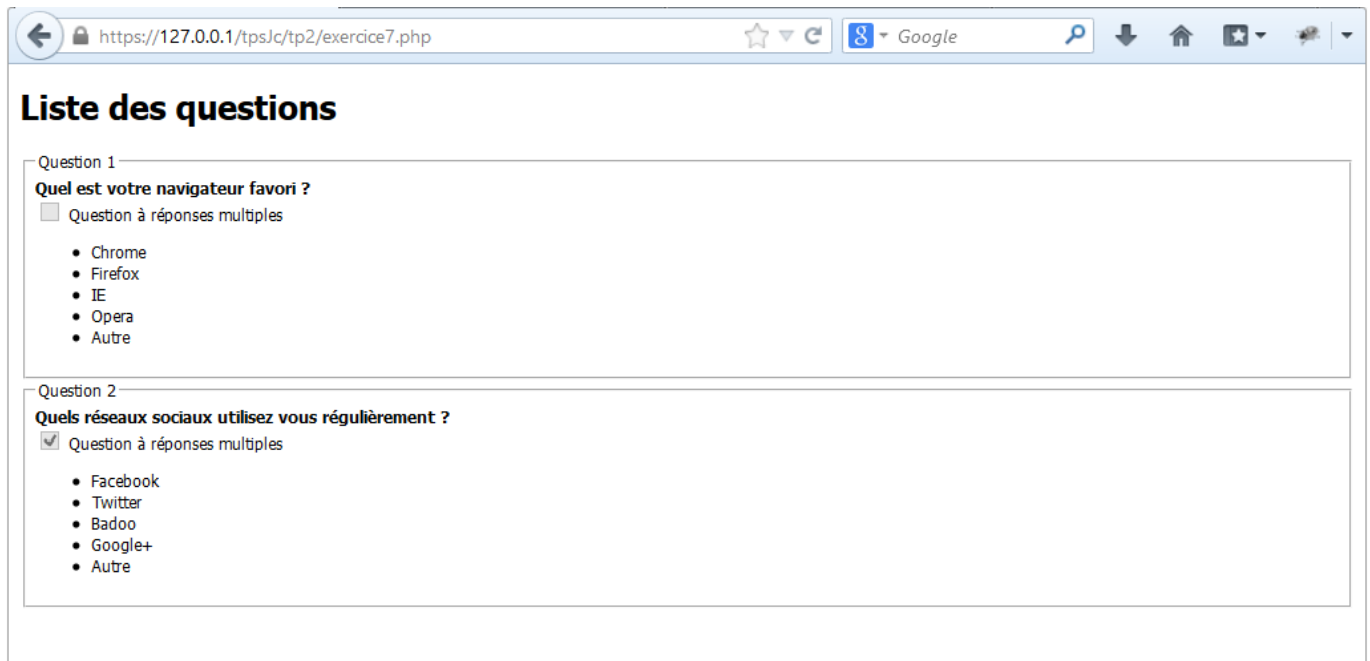 https://127.0.0.1/tpsJc/tp2/exercice7.php
8 Google
Liste des questions
Question 1
Quel est votre navigateur favori ?
Question à réponses multiples
Chrome
Firefox
IE
Opera
Autre
Question 2
Quels réseaux sociaux utilisez vous régulièrement ?
Question à réponses multiples
Facebook
Twitter
Badoo
Google+
Autre